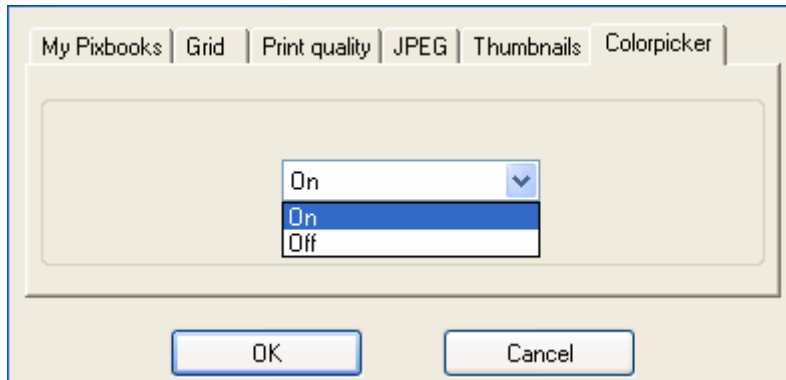 My Pixbooks Grid Print quality JPEG Thumbnails Colorpicker
On
On
Off
OK Cancel